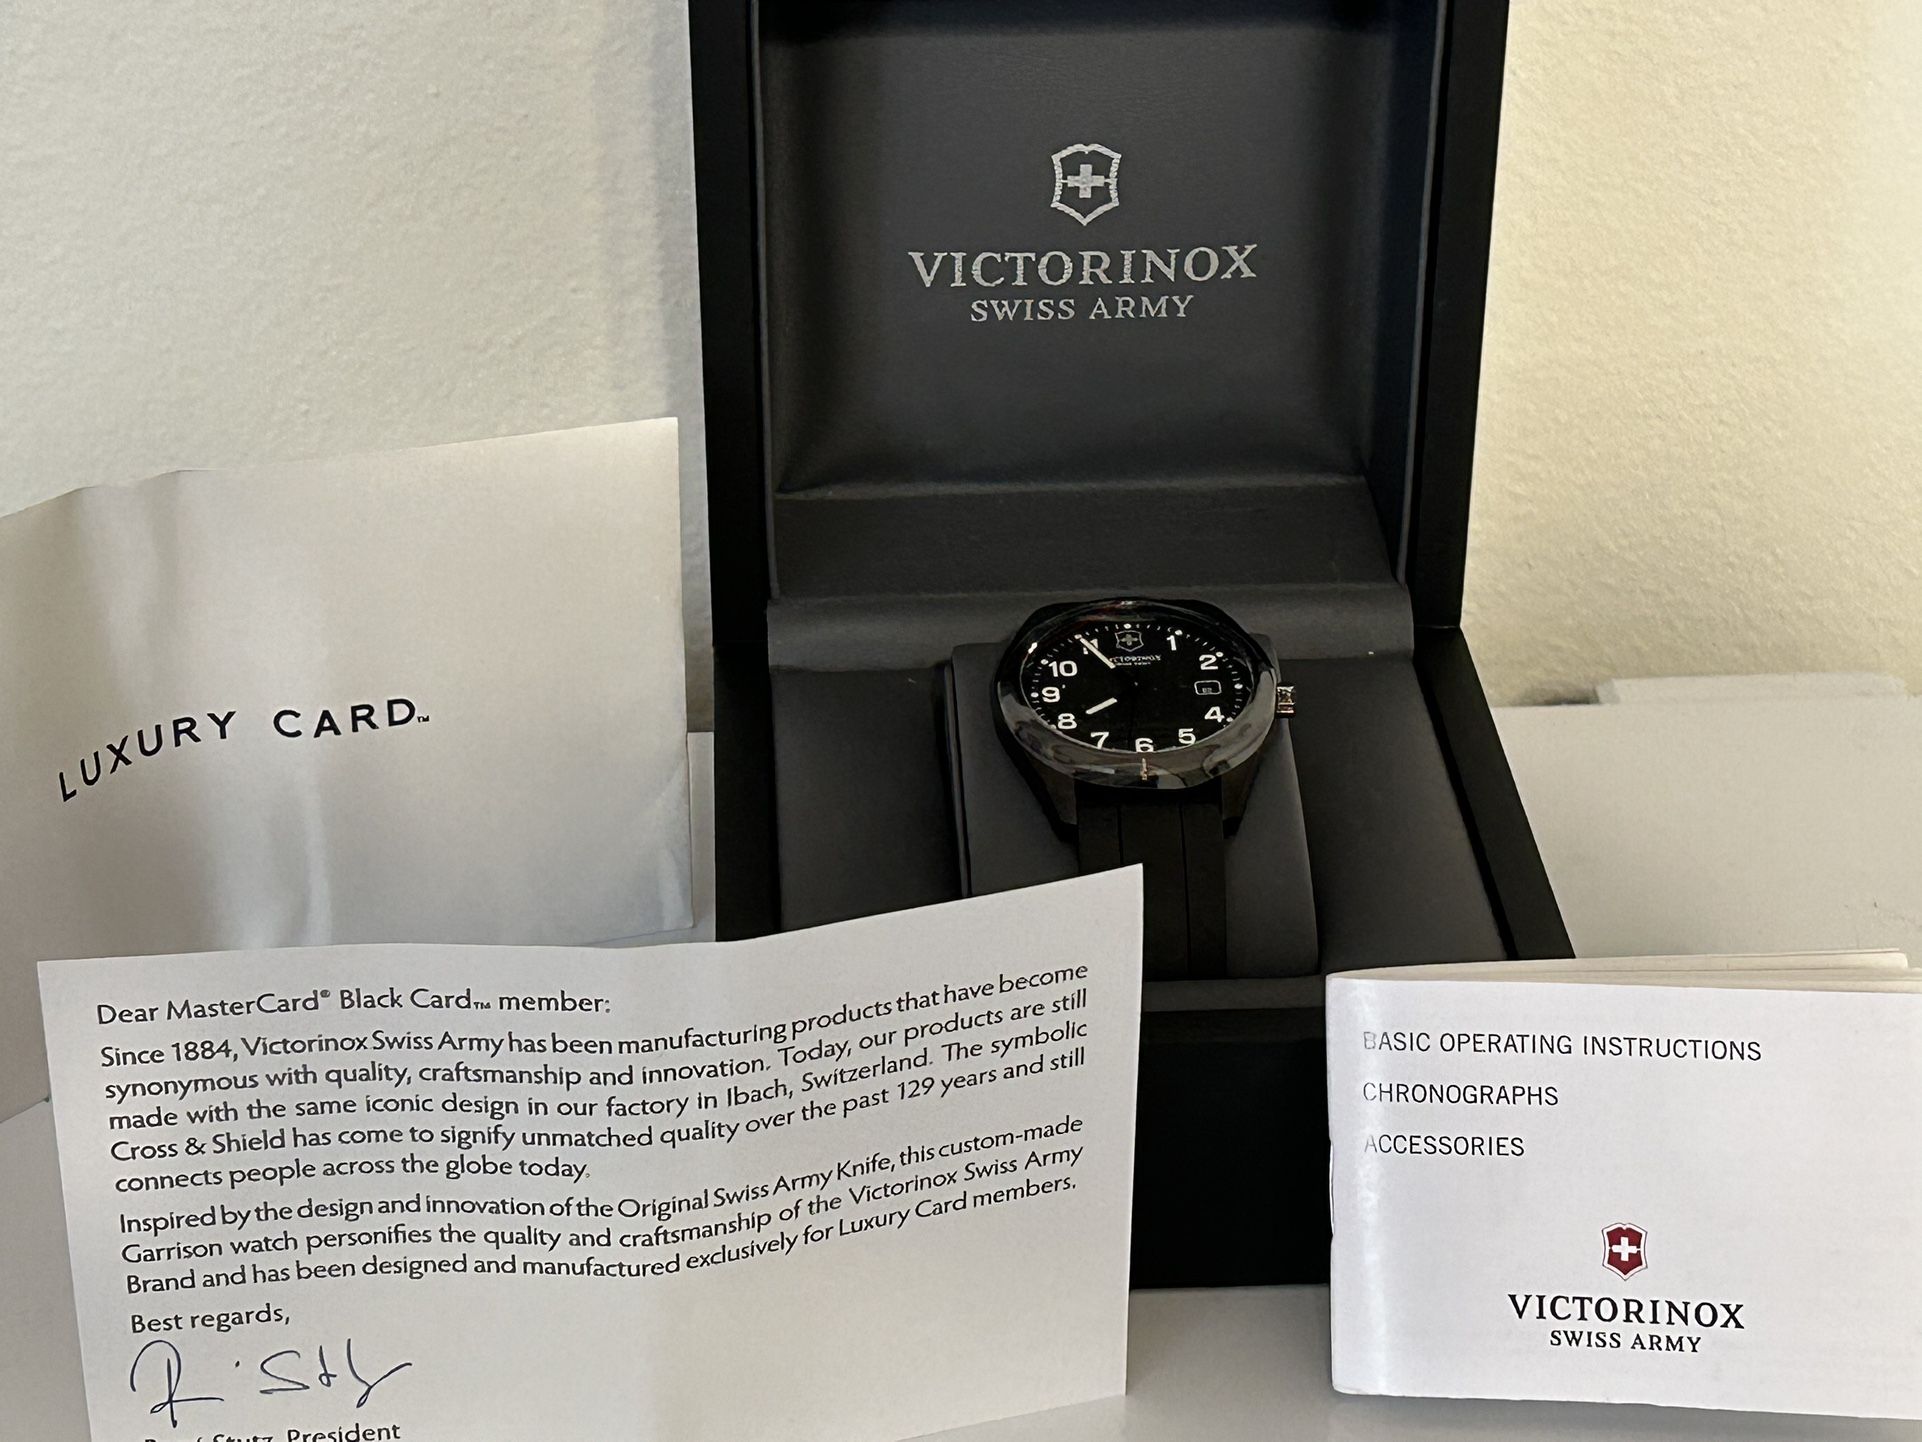 VICTORINOX
SWISS ARMY
LUXURY CARD™
1
2
4
5
6
7
8
9
10
Dear MasterCard® Black Card™ member:
Since 1884, Victorinox Swiss Army has been manufacturing products that have become
synonymous with quality, craftsmanship and innovation. Today, our products are still
made with the same iconic design in our factory in Ibach, Switzerland. The symbolic
Cross & Shield has come to signify unmatched quality over the past 129 years and still
connects people across the globe today.
Inspired by the design and innovation of the Original Swiss Army Knife, this custom-made
Garrison watch personifies the quality and craftsmanship of the Victorinox Swiss Army
Brand and has been designed and manufactured exclusively for Luxury Card members.
Best regards,
Stutz, President
BASIC OPERATING INSTRUCTIONS
CHRONOGRAPHS
ACCESSORIES
VICTORINOX
SWISS ARMY